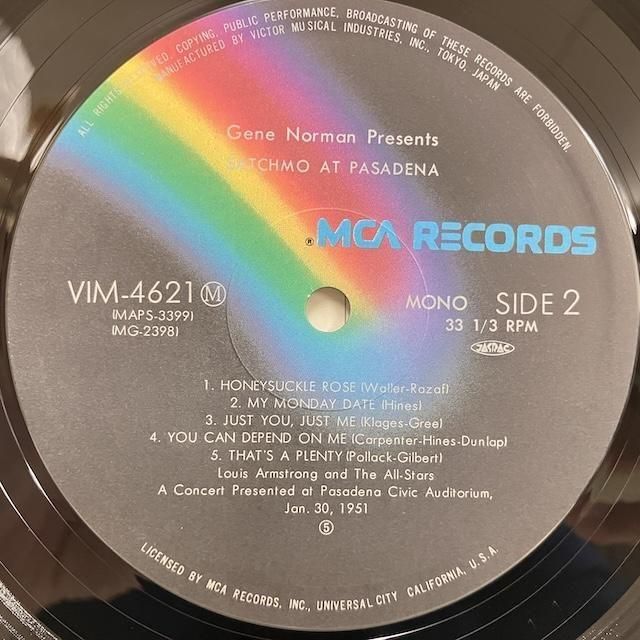 ALL RIGHTS RESERVED. COPYING, PUBLIC PERFORMANCE, BROADCASTING OF THESE RECORDS ARE FORBIDDEN.
MANUFACTURED BY VICTOR MUSICAL INDUSTRIES, INC., TOKYO, JAPAN
Gene Norman Presents
SATCHMO AT PASADENA
® MCA RECORDS
VIM-4621 Ⓜ
(MAPS-3399)
(MG-2398)
MONO SIDE 2
33 1/3 RPM
JASRAC
1. HONEYSUCKLE ROSE (Waller-Razaf)
2. MY MONDAY DATE (Hines)
3. JUST YOU, JUST ME (Klages-Gree)
4. YOU CAN DEPEND ON ME (Carpenter-Hines-Dunlap)
5. THAT'S A PLENTY (Pollack-Gilbert)
Louis Armstrong and The All-Stars
A Concert Presented at Pasadena Civic Auditorium,
Jan. 30, 1951
⑤
LICENSED BY MCA RECORDS, INC., UNIVERSAL CITY CALIFORNIA, U.S.A.